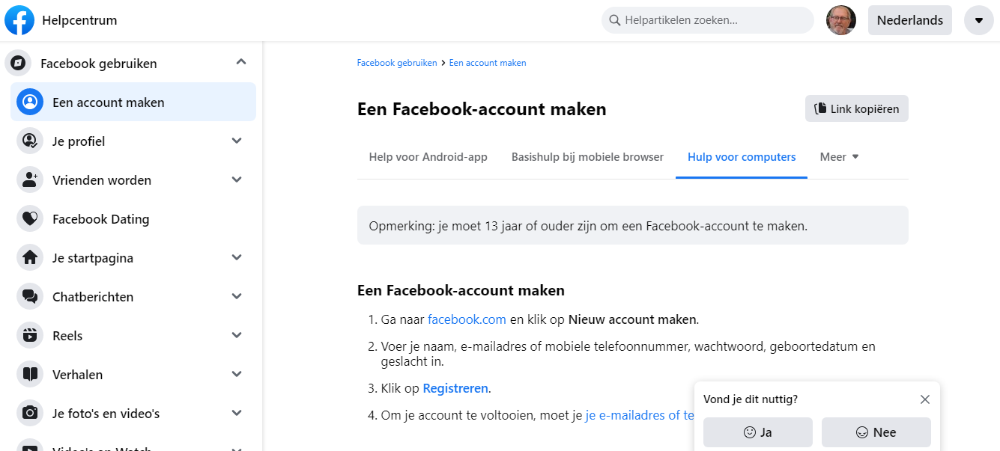 Helpcentrum
Helpartikelen zoeken...
Nederlands
Facebook gebruiken
Een account maken
Je profiel
Vrienden worden
Facebook Dating
Je startpagina
Chatberichten
Reels
Verhalen
Je foto's en video's
Video's op Watch
Facebook gebruiken > Een account maken
Een Facebook-account maken
Link kopiëren
Help voor Android-app
Basishulp bij mobiele browser
Hulp voor computers
Meer
Opmerking: je moet 13 jaar of ouder zijn om een Facebook-account te maken.
Een Facebook-account maken
1. Ga naar facebook.com en klik op Nieuw account maken.
2. Voer je naam, e-mailadres of mobiele telefoonnummer, wachtwoord, geboortedatum en
geslacht in.
3. Klik op Registreren.
4. Om je account te voltooien, moet je je e-mailadres of te
Vond je dit nuttig?
Ja
Nee